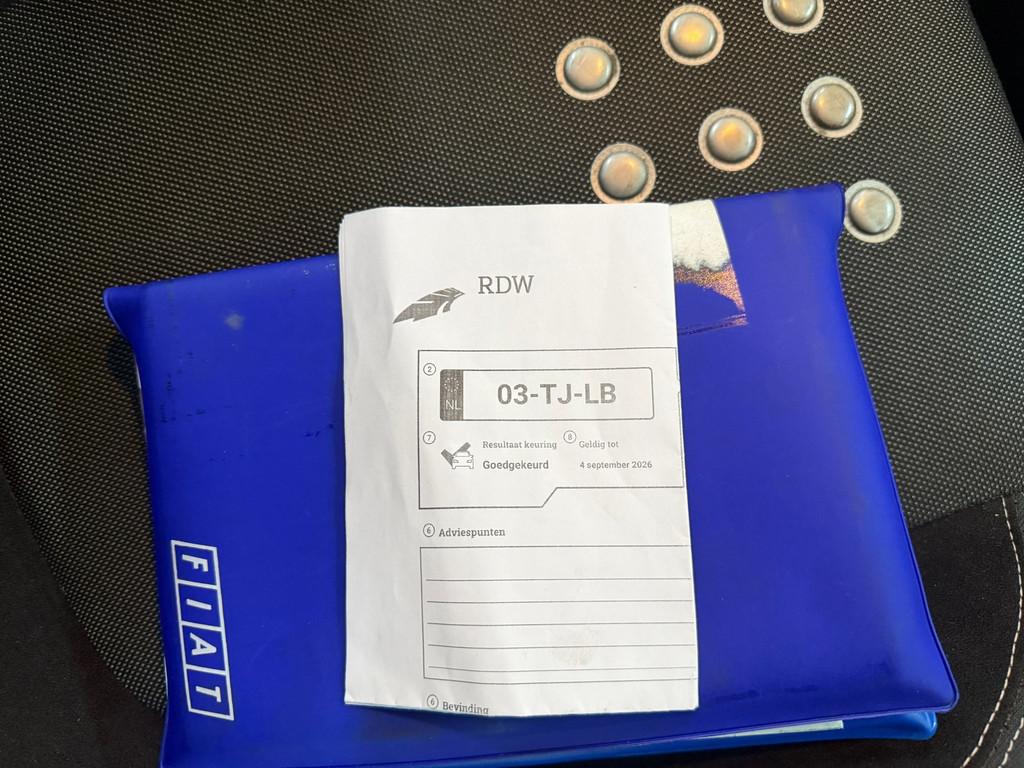 RDW
2
NL
03-TJ-LB
7
Resultaat keuring
8
Geldig tot
Goedgekeurd
4 september 2026
6 Adviespunten
6 Bevinding
FIAT